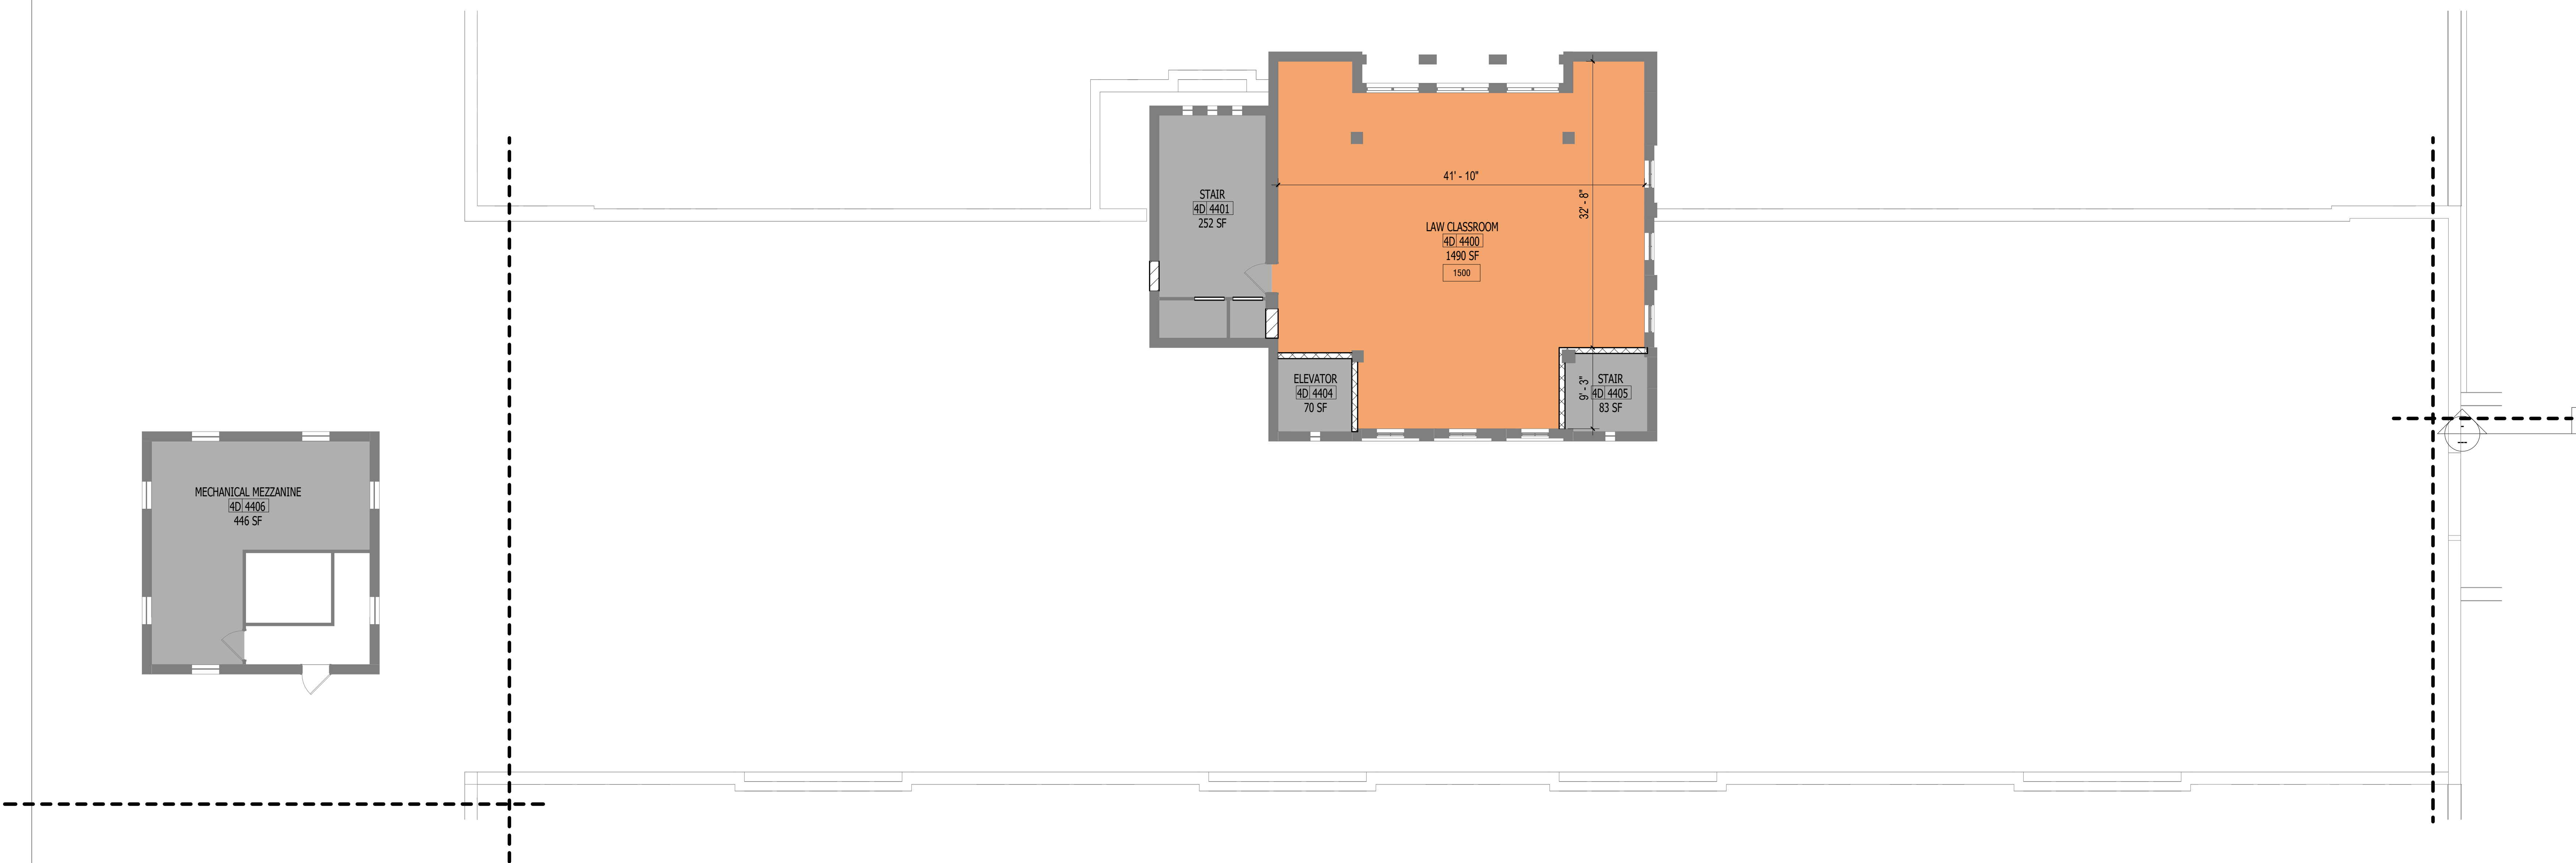 STAIR
4D 4401
252 SF
41' - 10"
32' - 8"
LAW CLASSROOM
4D 4400
1490 SF
1500
ELEVATOR
4D 4404
70 SF
9' - 3"
STAIR
4D 4405
83 SF
MECHANICAL MEZZANINE
4D 4406
446 SF
-
---